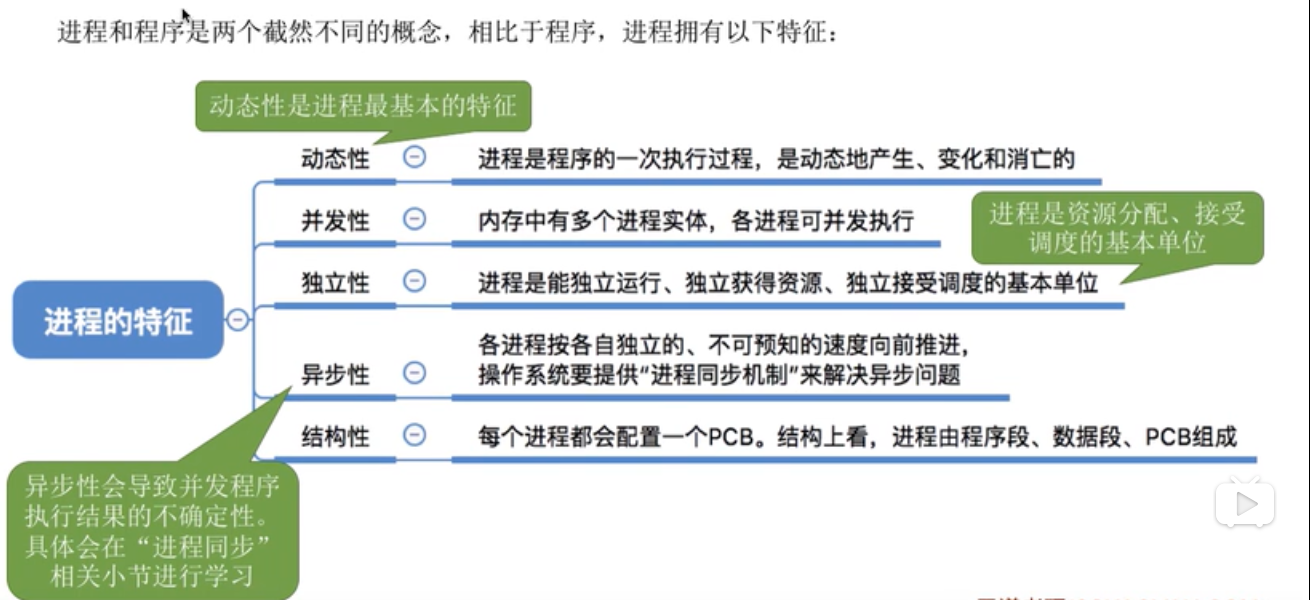 进程和程序是两个截然不同的概念，相比于程序，进程拥有以下特征：
动态性是进程最基本的特征
动态性
进程是程序的一次执行过程，是动态地产生、变化和消亡的
并发性
内存中有多个进程实体，各进程可并发执行
进程是资源分配、接受
调度的基本单位
独立性
进程是能独立运行、独立获得资源、独立接受调度的基本单位
进程的特征
异步性
各进程按各自独立的、不可预知的速度向前推进，
操作系统要提供“进程同步机制”来解决异步问题
结构性
每个进程都会配置一个PCB。结构上看，进程由程序段、数据段、PCB组成
异步性会导致并发程序
执行结果的不确定性。
具体会在“进程同步”
相关小节进行学习